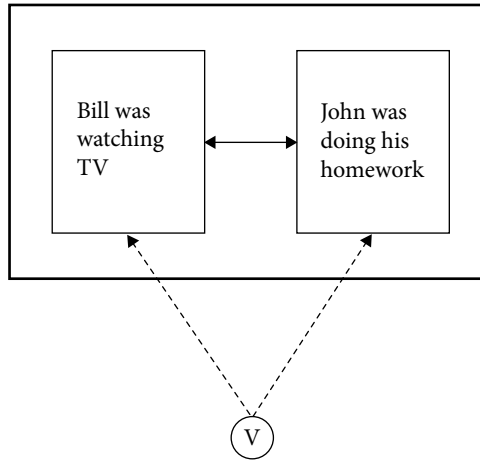 Bill was
watching
TV
John was
doing his
homework
V